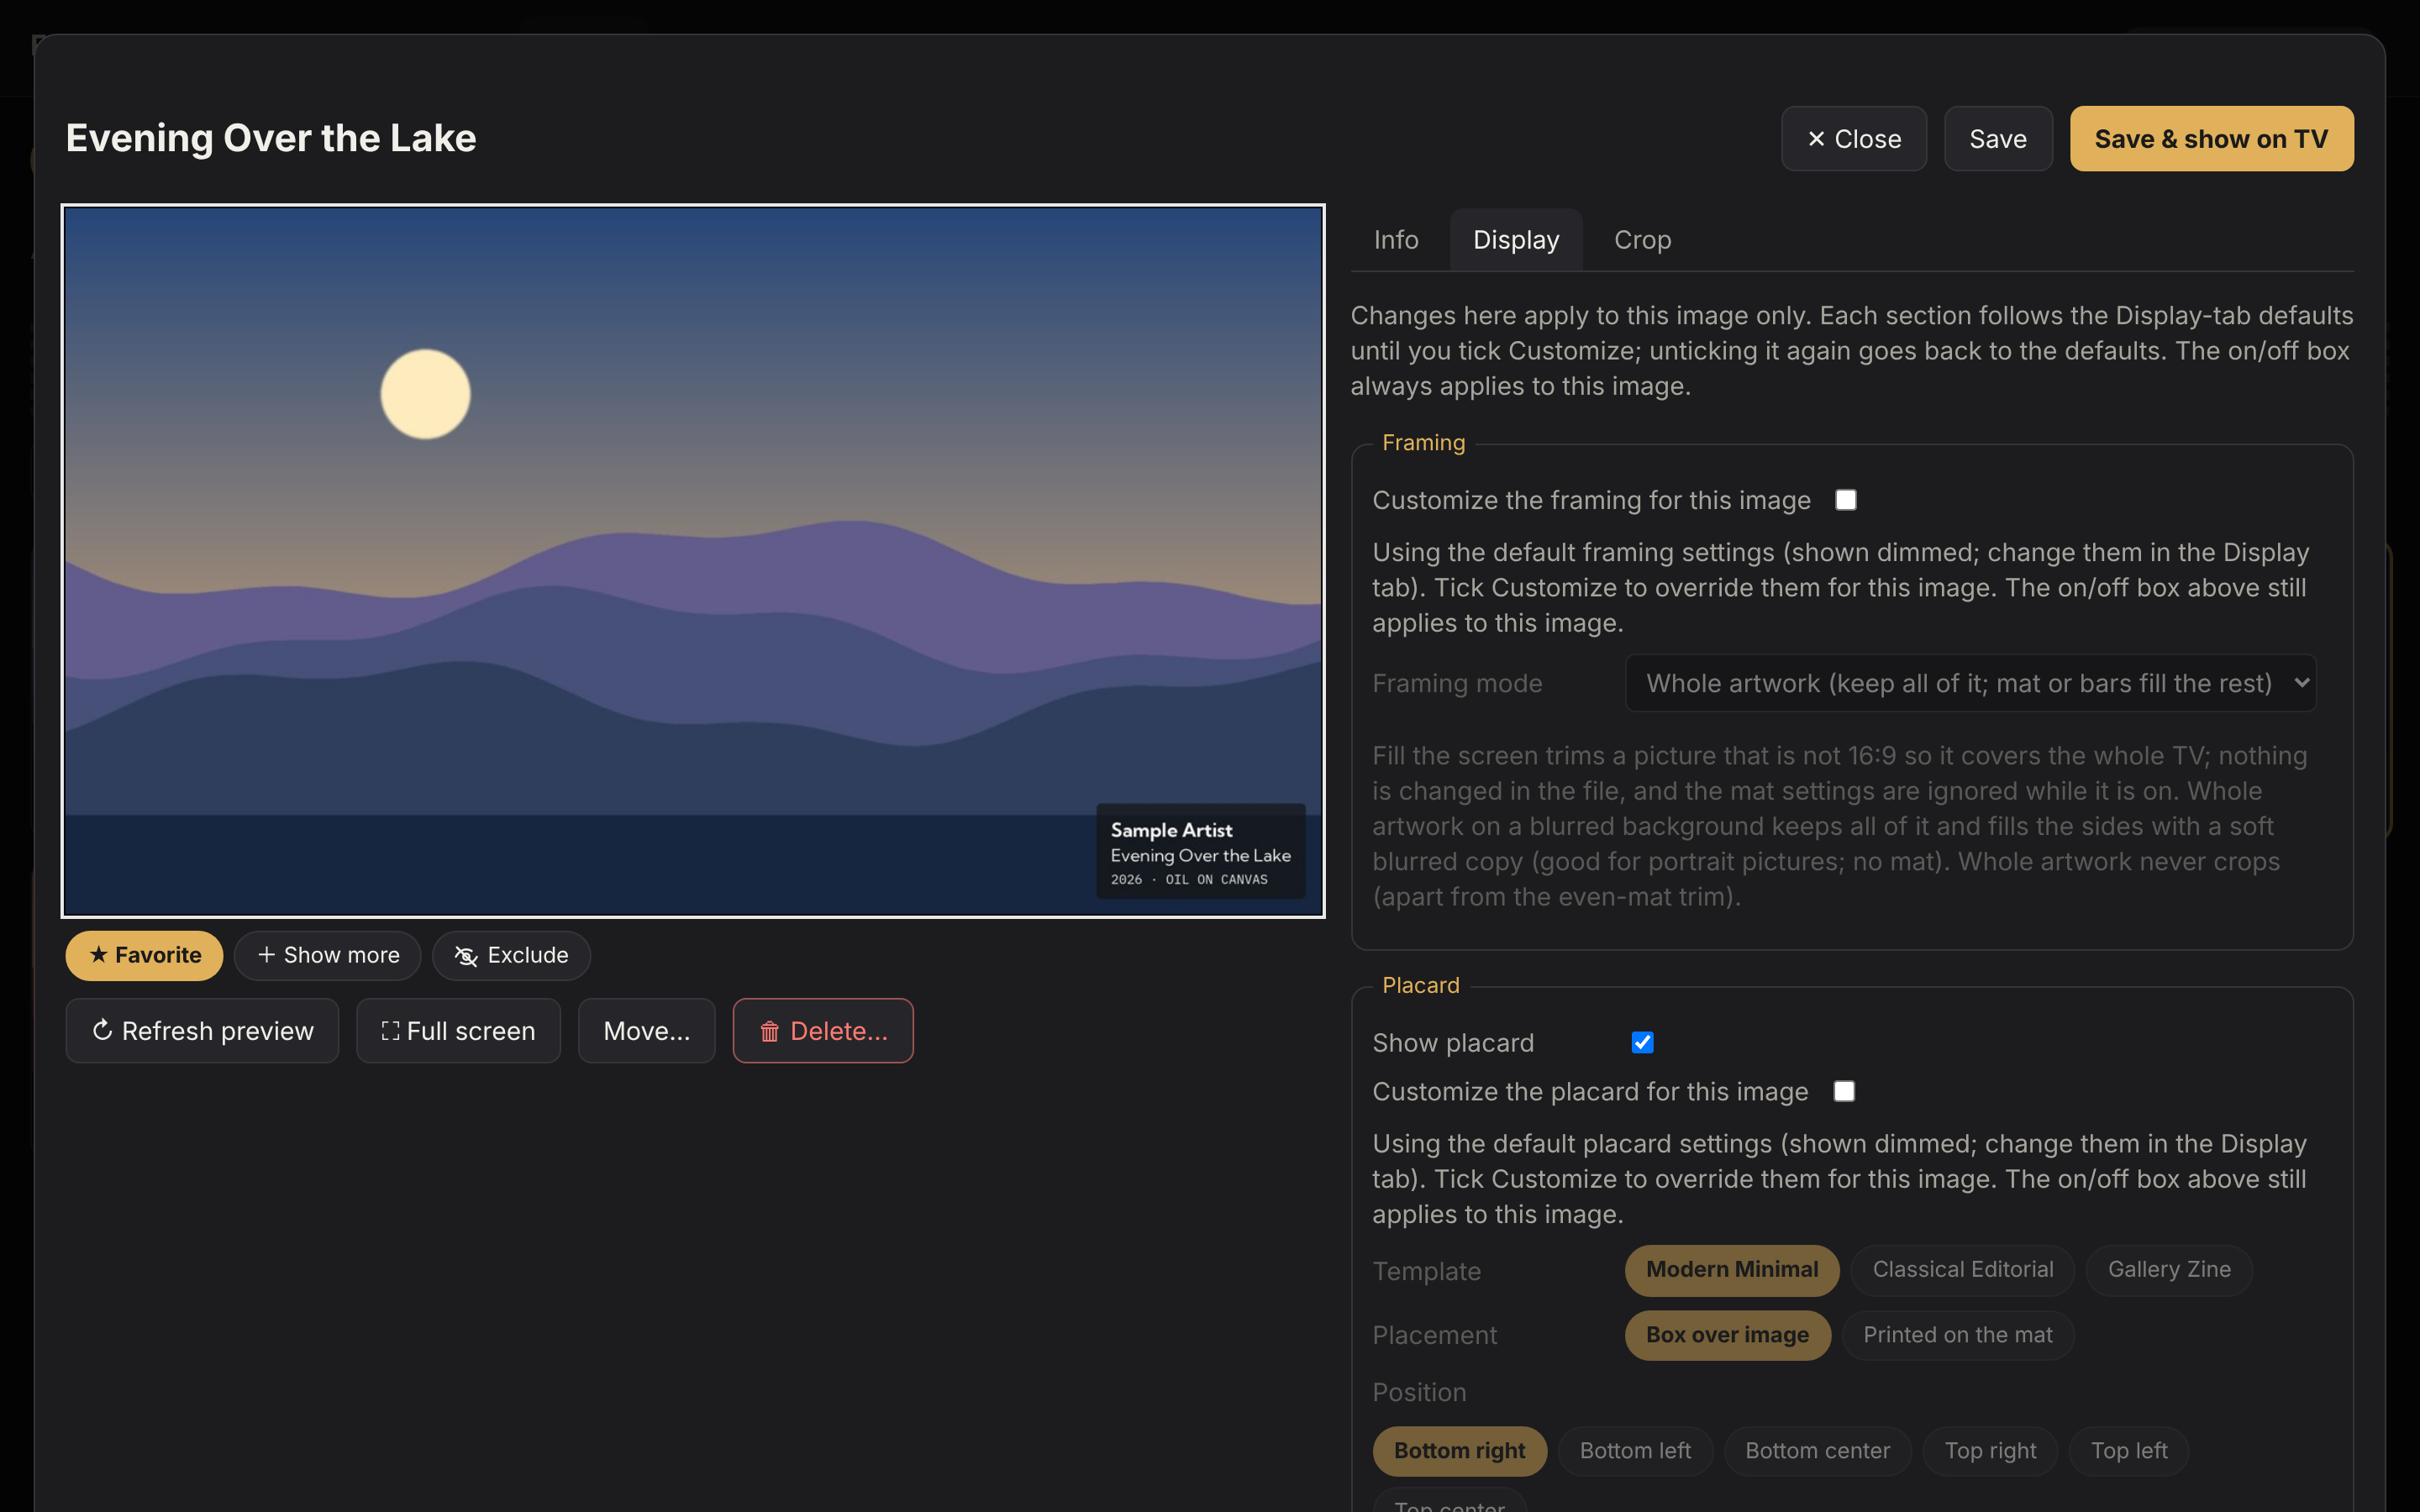 Evening Over the Lake
✕ Close
Save
Save & show on TV
Sample Artist
Evening Over the Lake
2026 · OIL ON CANVAS
★ Favorite
+ Show more
Exclude
Refresh preview
Full screen
Move...
Delete...
Info
Display
Crop
Changes here apply to this image only. Each section follows the Display-tab defaults
until you tick Customize; unticking it again goes back to the defaults. The on/off box
always applies to this image.
Framing
Customize the framing for this image
Using the default framing settings (shown dimmed; change them in the Display
tab). Tick Customize to override them for this image. The on/off box above still
applies to this image.
Framing mode
Whole artwork (keep all of it; mat or bars fill the rest)
Fill the screen trims a picture that is not 16:9 so it covers the whole TV; nothing
is changed in the file, and the mat settings are ignored while it is on. Whole
artwork on a blurred background keeps all of it and fills the sides with a soft
blurred copy (good for portrait pictures; no mat). Whole artwork never crops
(apart from the even-mat trim).
Placard
Show placard
Customize the placard for this image
Using the default placard settings (shown dimmed; change them in the Display
tab). Tick Customize to override them for this image. The on/off box above still
applies to this image.
Template
Modern Minimal
Classical Editorial
Gallery Zine
Placement
Box over image
Printed on the mat
Position
Bottom right
Bottom left
Bottom center
Top right
Top left
Top center